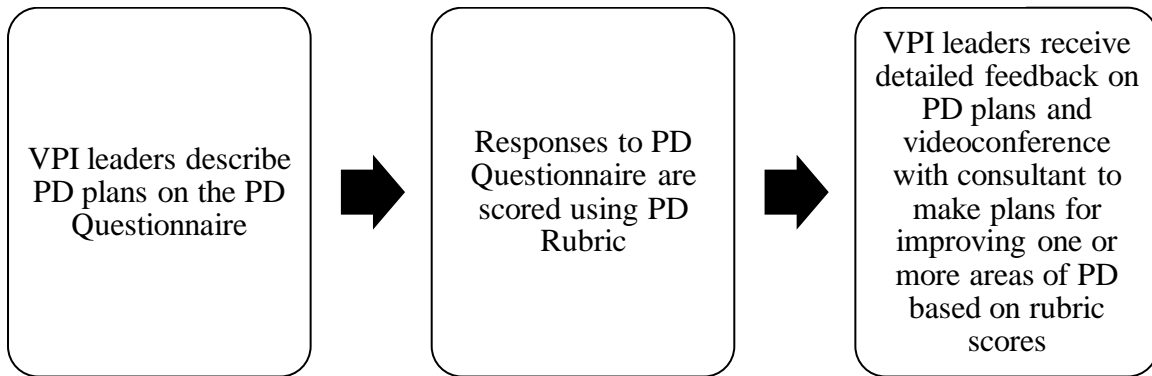 VPI leaders describe
PD plans on the PD
Questionnaire
Responses to PD
Questionnaire are
scored using PD
Rubric
VPI leaders receive
detailed feedback on
PD plans and
videoconference
with consultant to
make plans for
improving one or
more areas of PD
based on rubric
scores